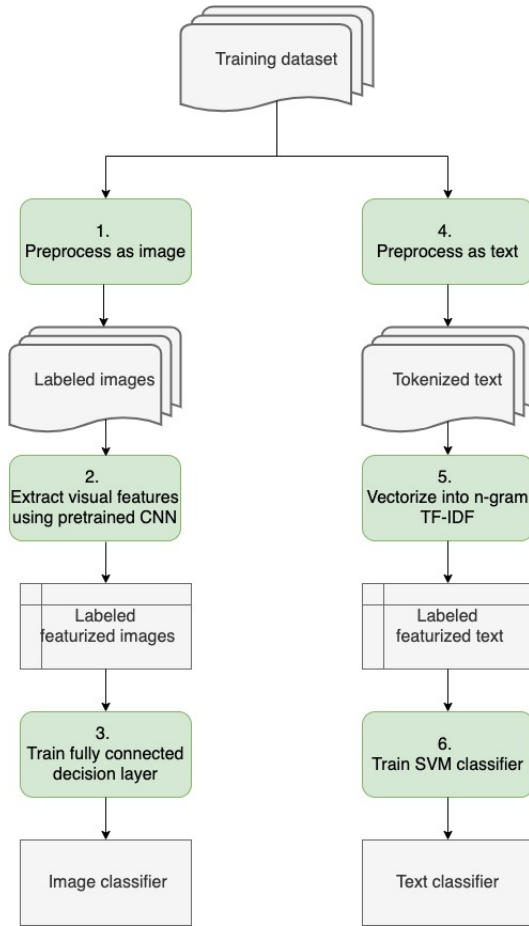 Training dataset
1.
Preprocess as image
Labeled images
2.
Extract visual features
using pretrained CNN
Labeled
featurized images
3.
Train fully connected
decision layer
Image classifier
4.
Preprocess as text
Tokenized text
5.
Vectorize into n-gram
TF-IDF
Labeled
featurized text
6.
Train SVM classifier
Text classifier